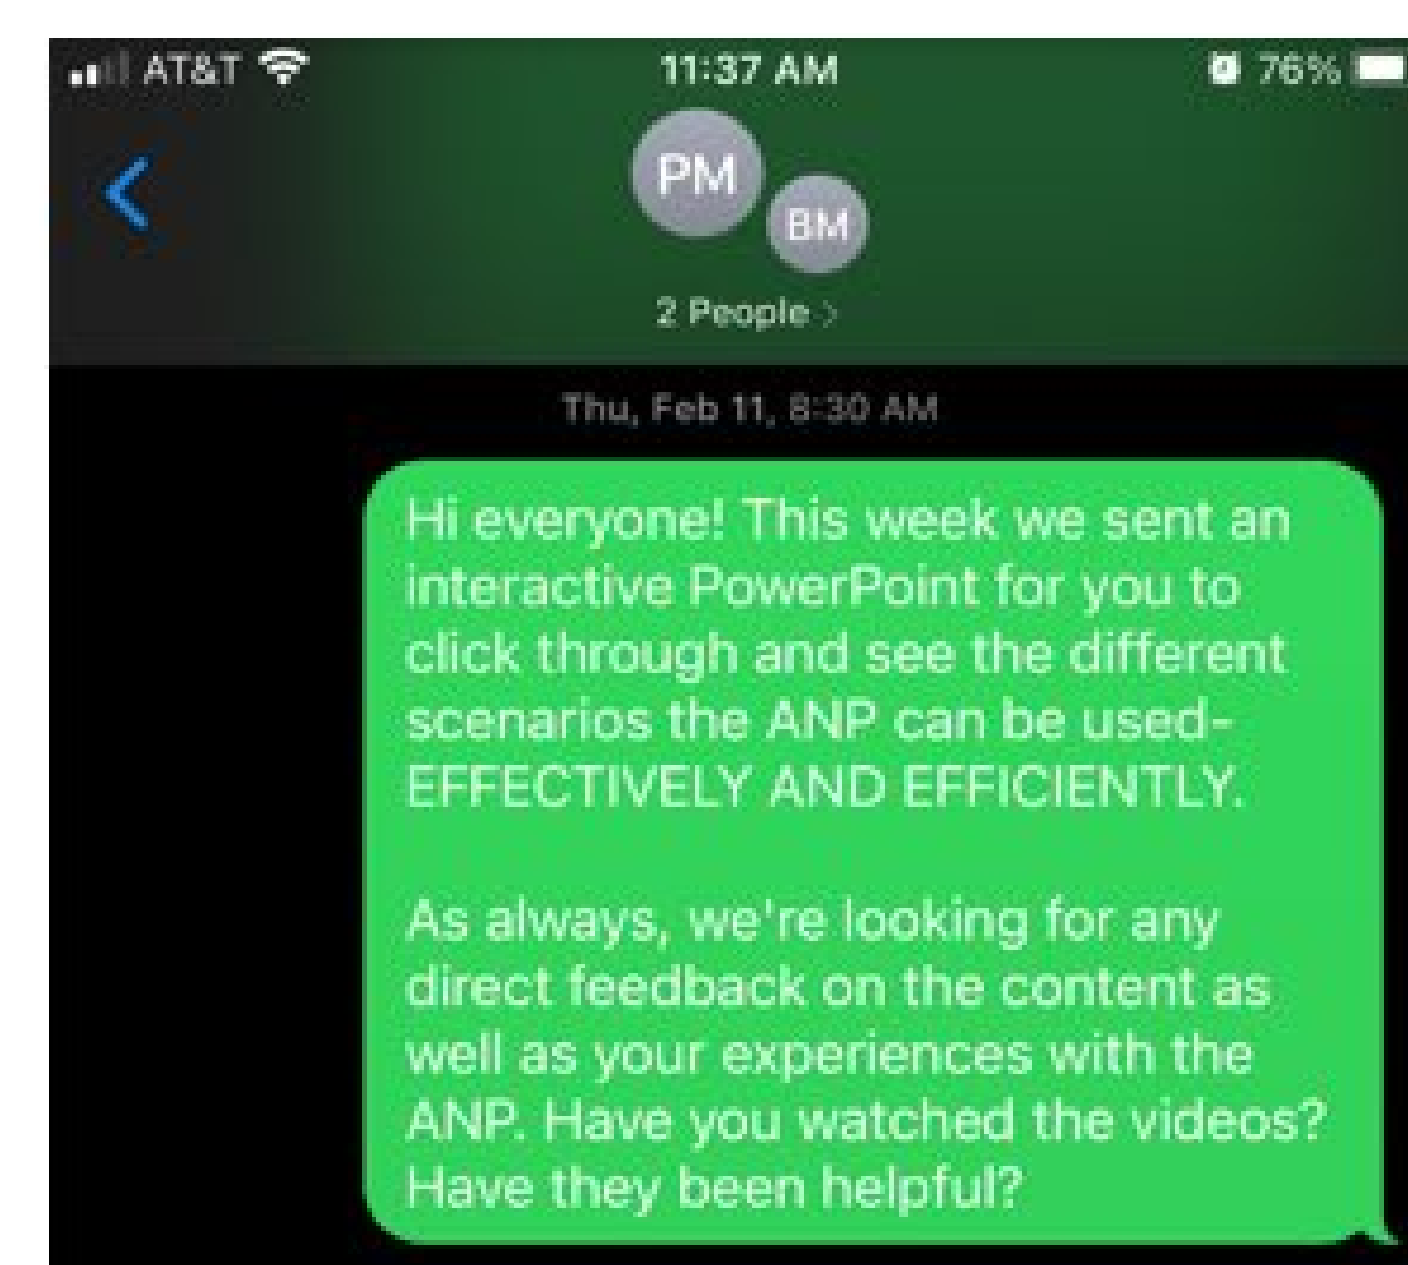 AT&T 11:37 AM 76%
PM
BM
2 People >
Thu, Feb 11, 8:30 AM
Hi everyone! This week we sent an
interactive PowerPoint for you to
click through and see the different
scenarios the ANP can be used-
EFFECTIVELY AND EFFICIENTLY.
As always, we're looking for any
direct feedback on the content as
well as your experiences with the
ANP. Have you watched the videos?
Have they been helpful?